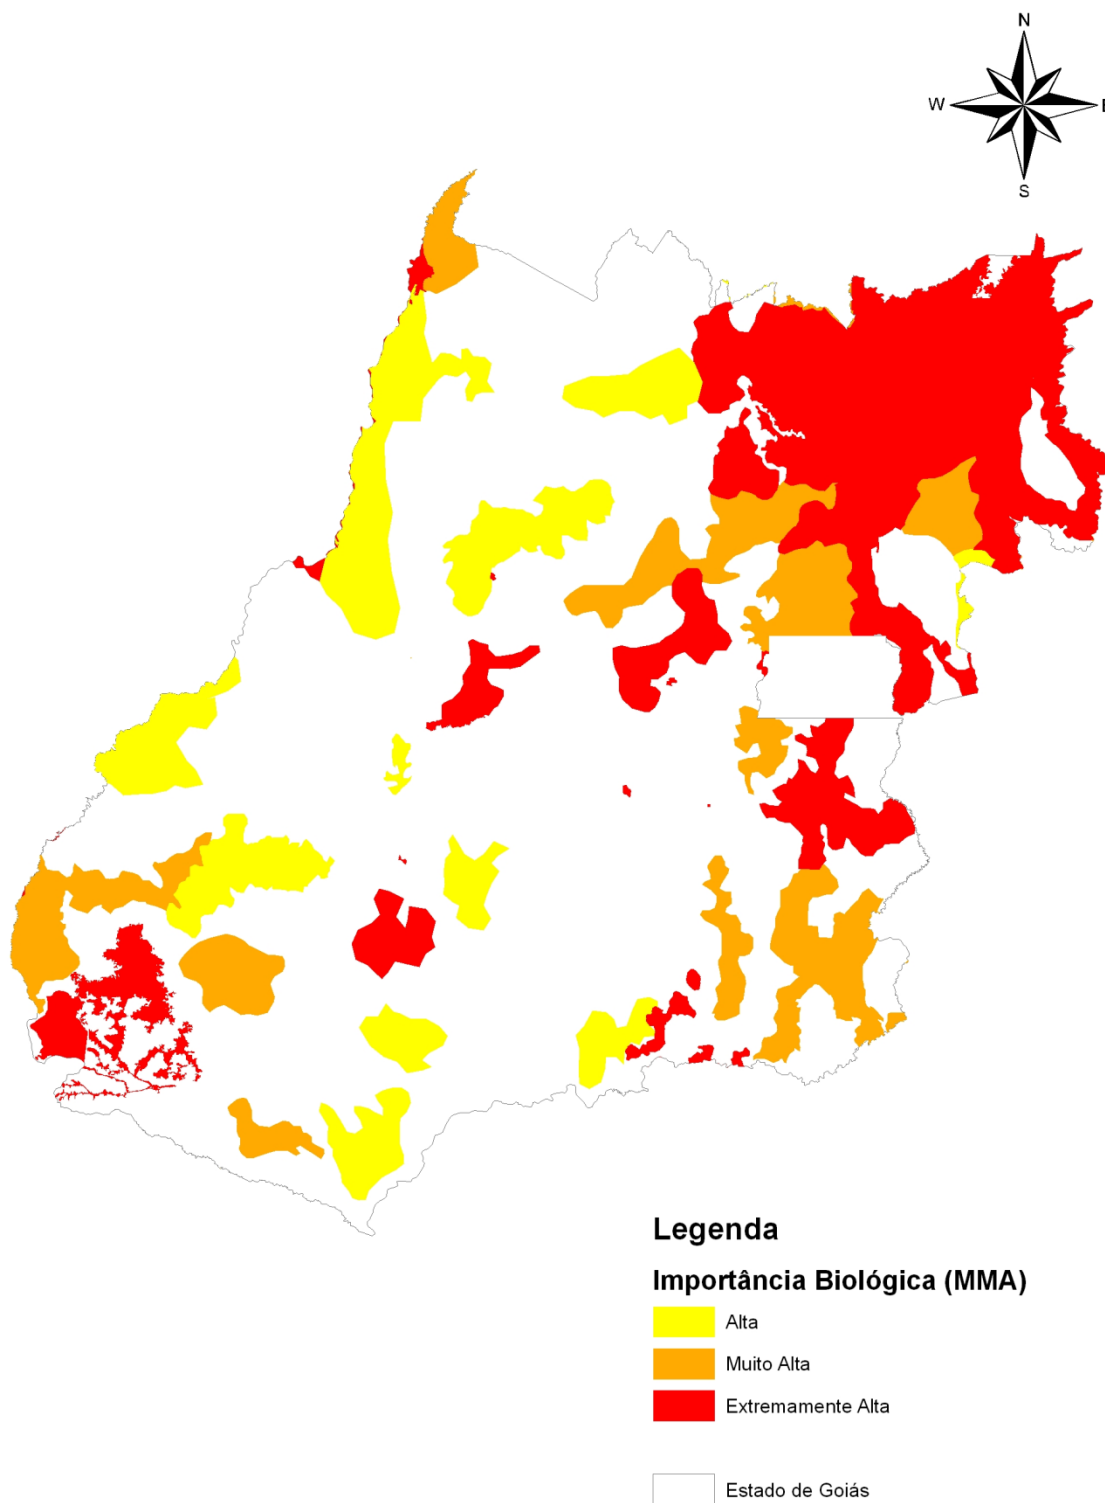 N
W
E
S
Legenda
Importância Biológica (MMA)
Alta
Muito Alta
Extremamente Alta
Estado de Goiás